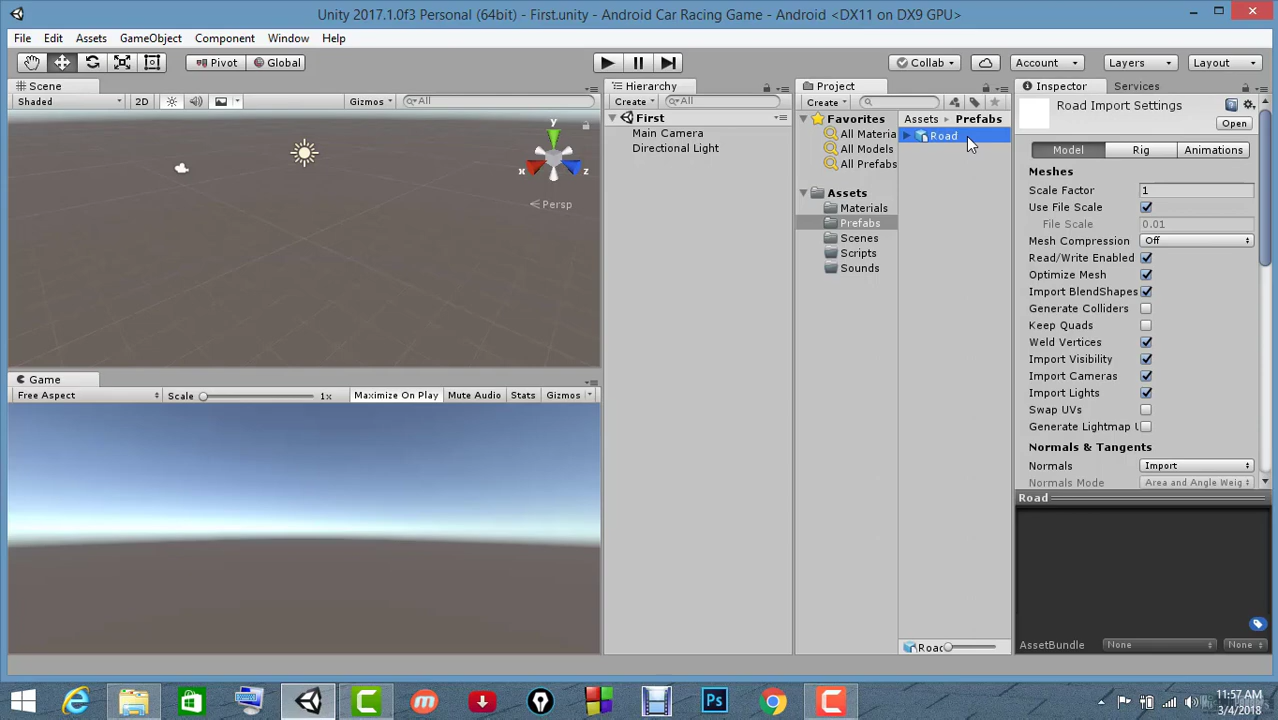 Unity 2017.1.0f3 Personal (64bit) - First.unity - Android Car Racing Game - Android <DX11 on DX9 GPU>
File Edit Assets GameObject Component Window Help
Pivot Global Collab Account Layers Layout
Scene
Shaded 2D Gizmos All
y
x z
Persp
Game
Free Aspect Scale 1x Maximize On Play Mute Audio Stats Gizmos
Hierarchy
Create All
First
Main Camera
Directional Light
Project
Create
Favorites
All Materia
All Models
All Prefabs
Assets
Materials
Prefabs
Scenes
Scripts
Sounds
Assets Prefabs
Road
Road
Inspector Services
Road Import Settings
Open
Model Rig Animations
Meshes
Scale Factor 1
Use File Scale
File Scale 0.01
Mesh Compression Off
Read/Write Enabled
Optimize Mesh
Import BlendShapes
Generate Colliders
Keep Quads
Weld Vertices
Import Visibility
Import Cameras
Import Lights
Swap UVs
Generate Lightmap U
Normals & Tangents
Normals Import
Normals Mode Area and Angle Weig
Road
AssetBundle None None
Ps
11:57 AM
3/4/2018